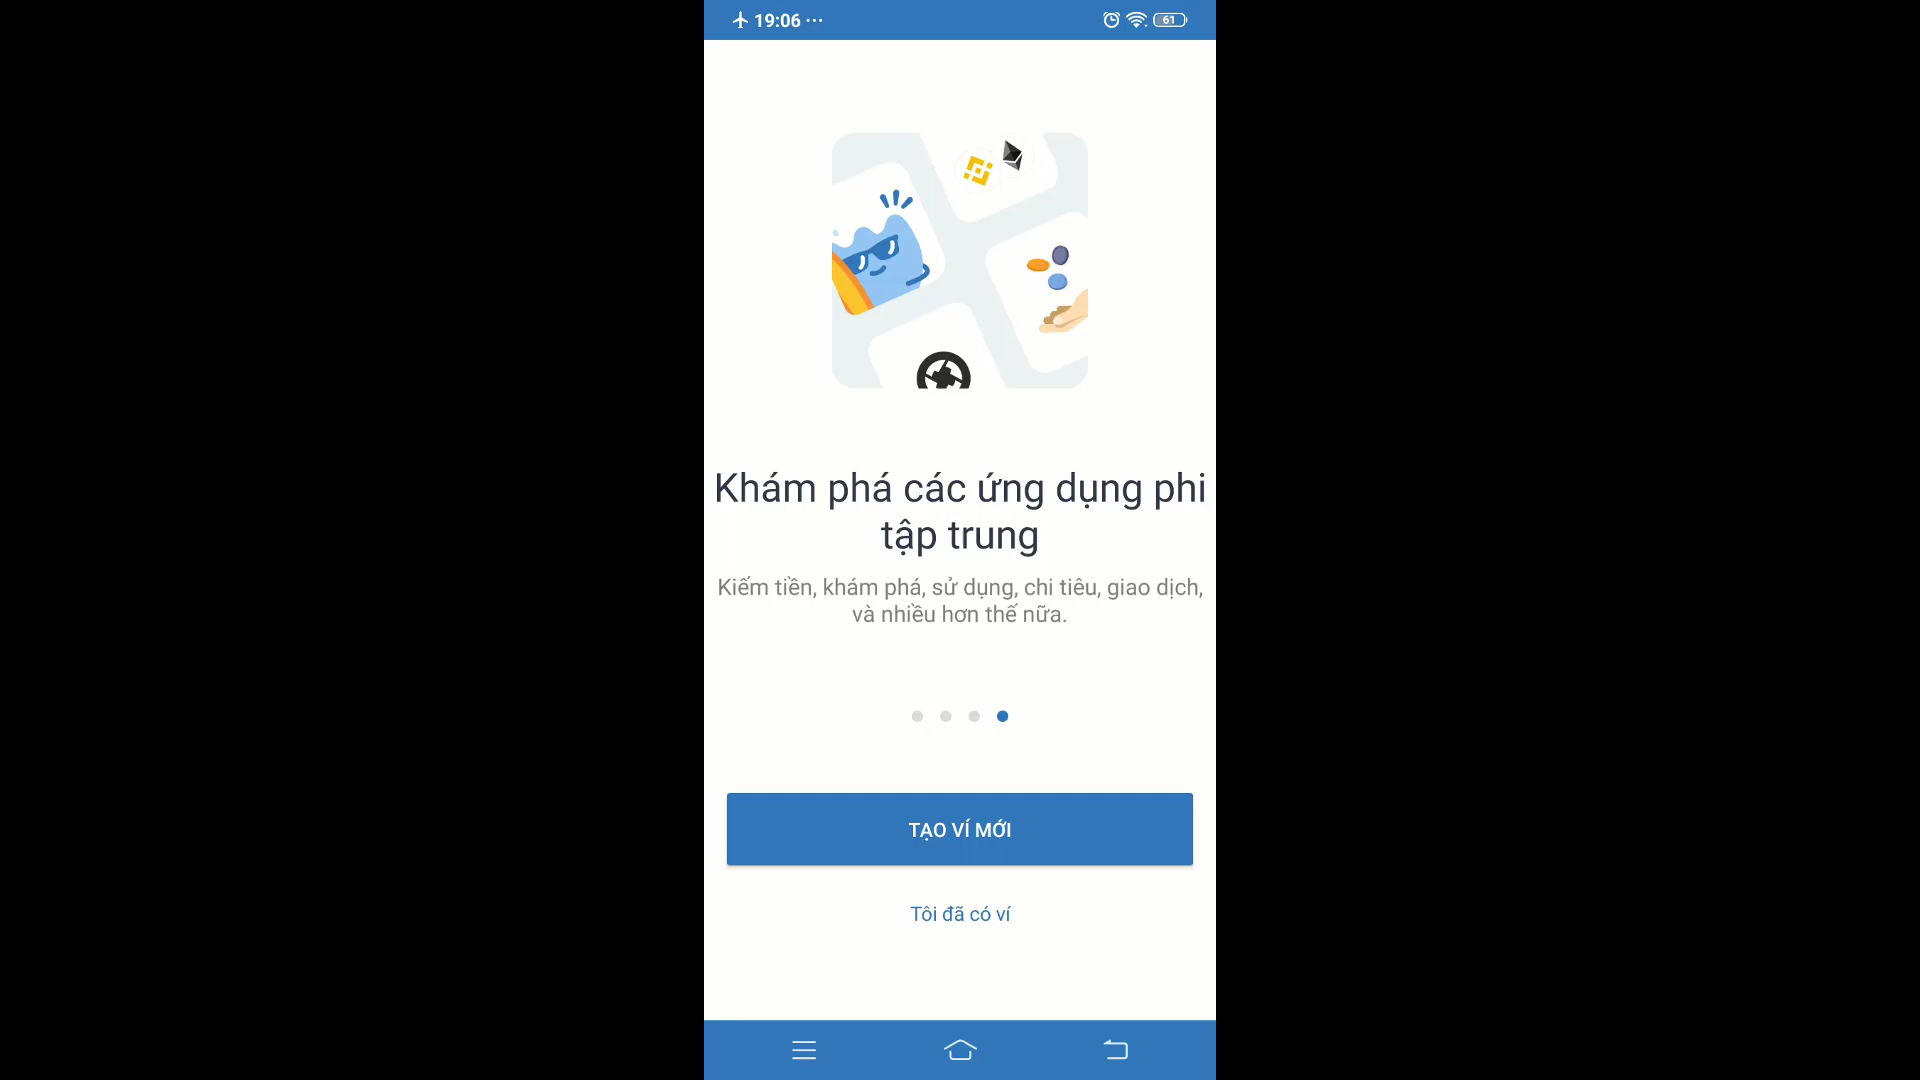 19:06 ...
61
Khám phá các ứng dụng phi
tập trung
Kiếm tiền, khám phá, sử dụng, chi tiêu, giao dịch,
và nhiều hơn thế nữa.
TẠO VÍ MỚI
Tôi đã có ví